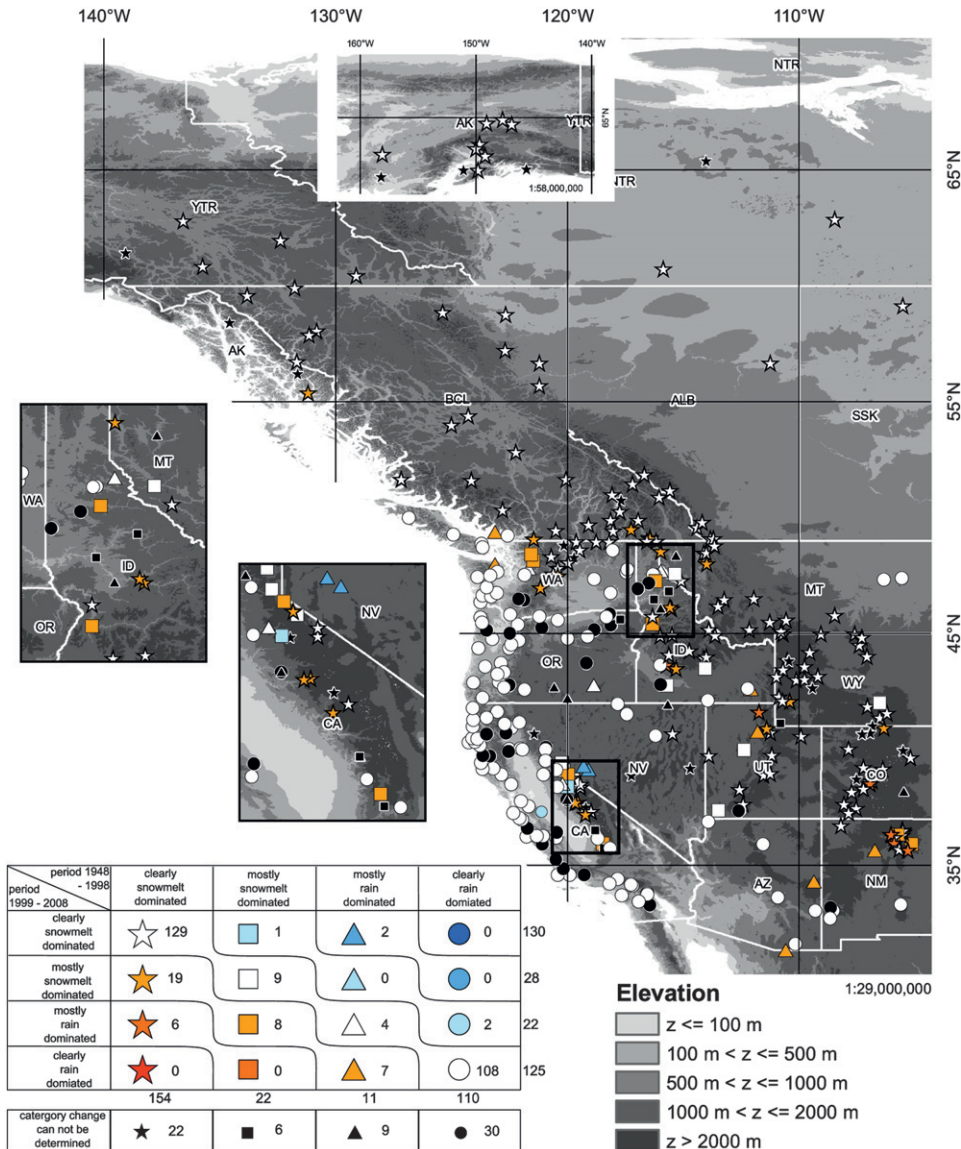 140°W 130°W 120°W 110°W
160°W 150°W 140°W
NTR
AK YTR
65°N
1:58,000,000
NTR
65°N
YTR
AK
55°N
BCL ALB
SSK
MT
WA
ID
OR
NV
CA
WA
MT
45°N
OR ID
WY
NV UT CO
CA
35°N
AZ NM
1:29,000,000
period 1948 - 1998
period 1999 - 2008
clearly snowmelt dominated
mostly snowmelt dominated
mostly rain dominated
clearly rain domiated
clearly snowmelt dominated 129 1 2 0 130
mostly snowmelt dominated 19 9 0 0 28
mostly rain dominated 6 8 4 2 22
clearly rain domiated 0 0 7 108 125
154 22 11 110
catergory change can not be determined 22 6 9 30
Elevation
z <= 100 m
100 m < z <= 500 m
500 m < z <= 1000 m
1000 m < z <= 2000 m
z > 2000 m